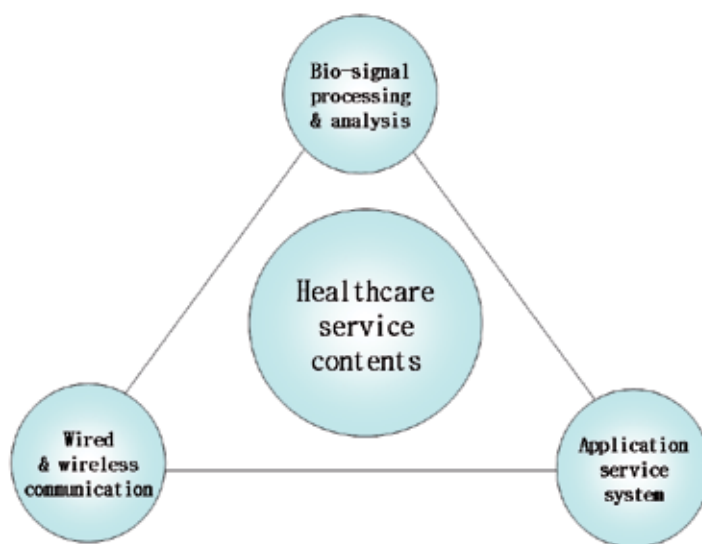 Bio-signal
processing
& analysis
Healthcare
service
contents
Wired
& wireless
communication
Application
service
system